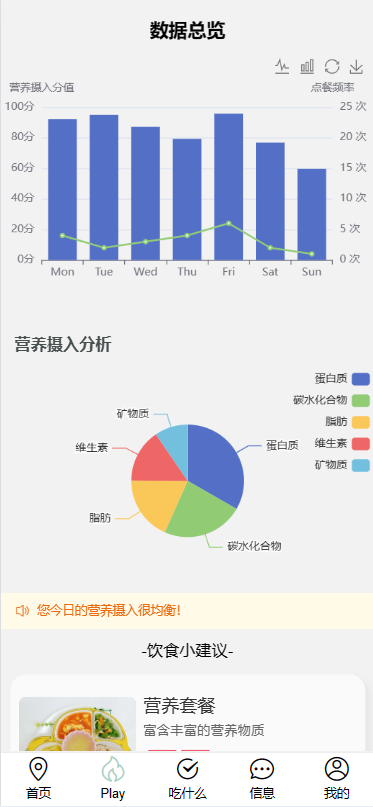 数据总览
营养摄入分值 点餐频率
100分 25 次
80分 20 次
60分 15 次
40分 10 次
20分 5 次
0分 0 次
Mon Tue Wed Thu Fri Sat Sun
营养摄入分析
蛋白质
碳水化合物
脂肪
维生素
矿物质
矿物质
蛋白质
维生素
脂肪
碳水化合物
您今日的营养摄入很均衡!
-饮食小建议-
营养套餐
富含丰富的营养物质
首页 Play 吃什么 信息 我的